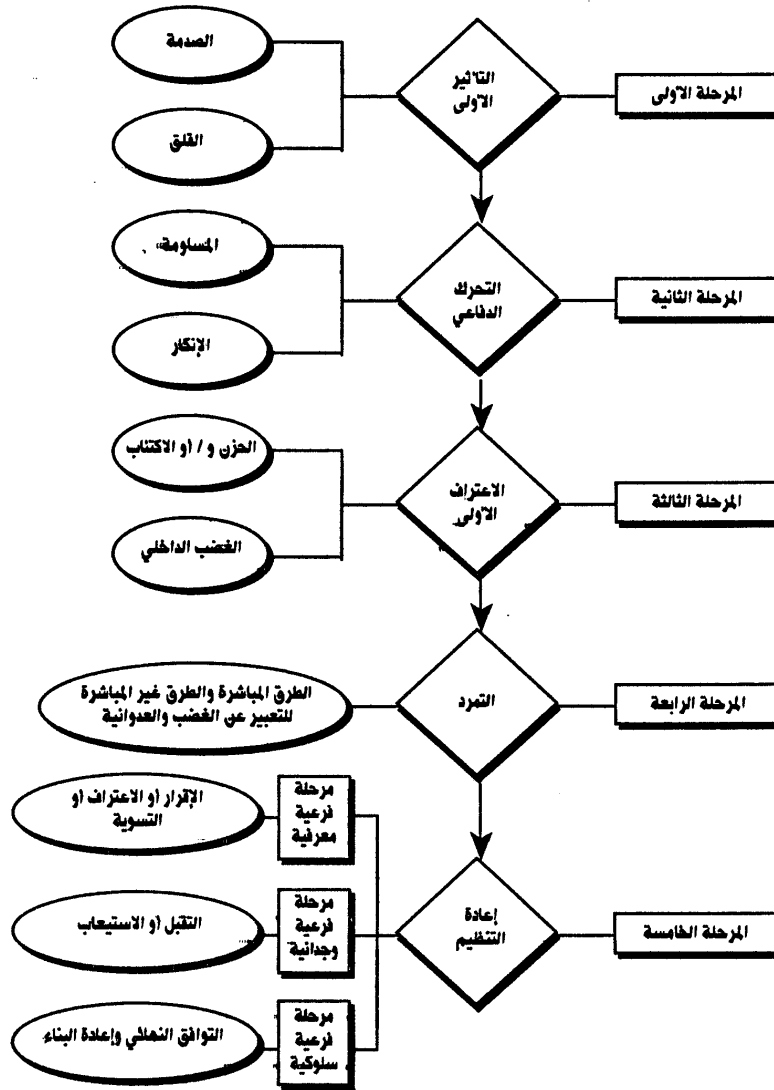 المرحلة الأولى
التأثير
الأولى
الصدمة
القلق
المرحلة الثانية
التحرك
الدفاعي
المساومة
الإنكار
المرحلة الثالثة
الاعتراف
الأولى
الحزن و / أو الاكتئاب
الغضب الداخلي
المرحلة الرابعة
التمرد
الطرق المباشرة والطرق غير المباشرة
للتعبير عن الغضب والعدوانية
المرحلة الخامسة
إعادة
التنظيم
مرحلة
فرعية
معرفية
الإقرار أو الاعتراف أو
التسوية
مرحلة
فرعية
وجدانية
التقبل أو الاستيعاب
مرحلة
فرعية
سلوكية
التوافق النهائي وإعادة البناء